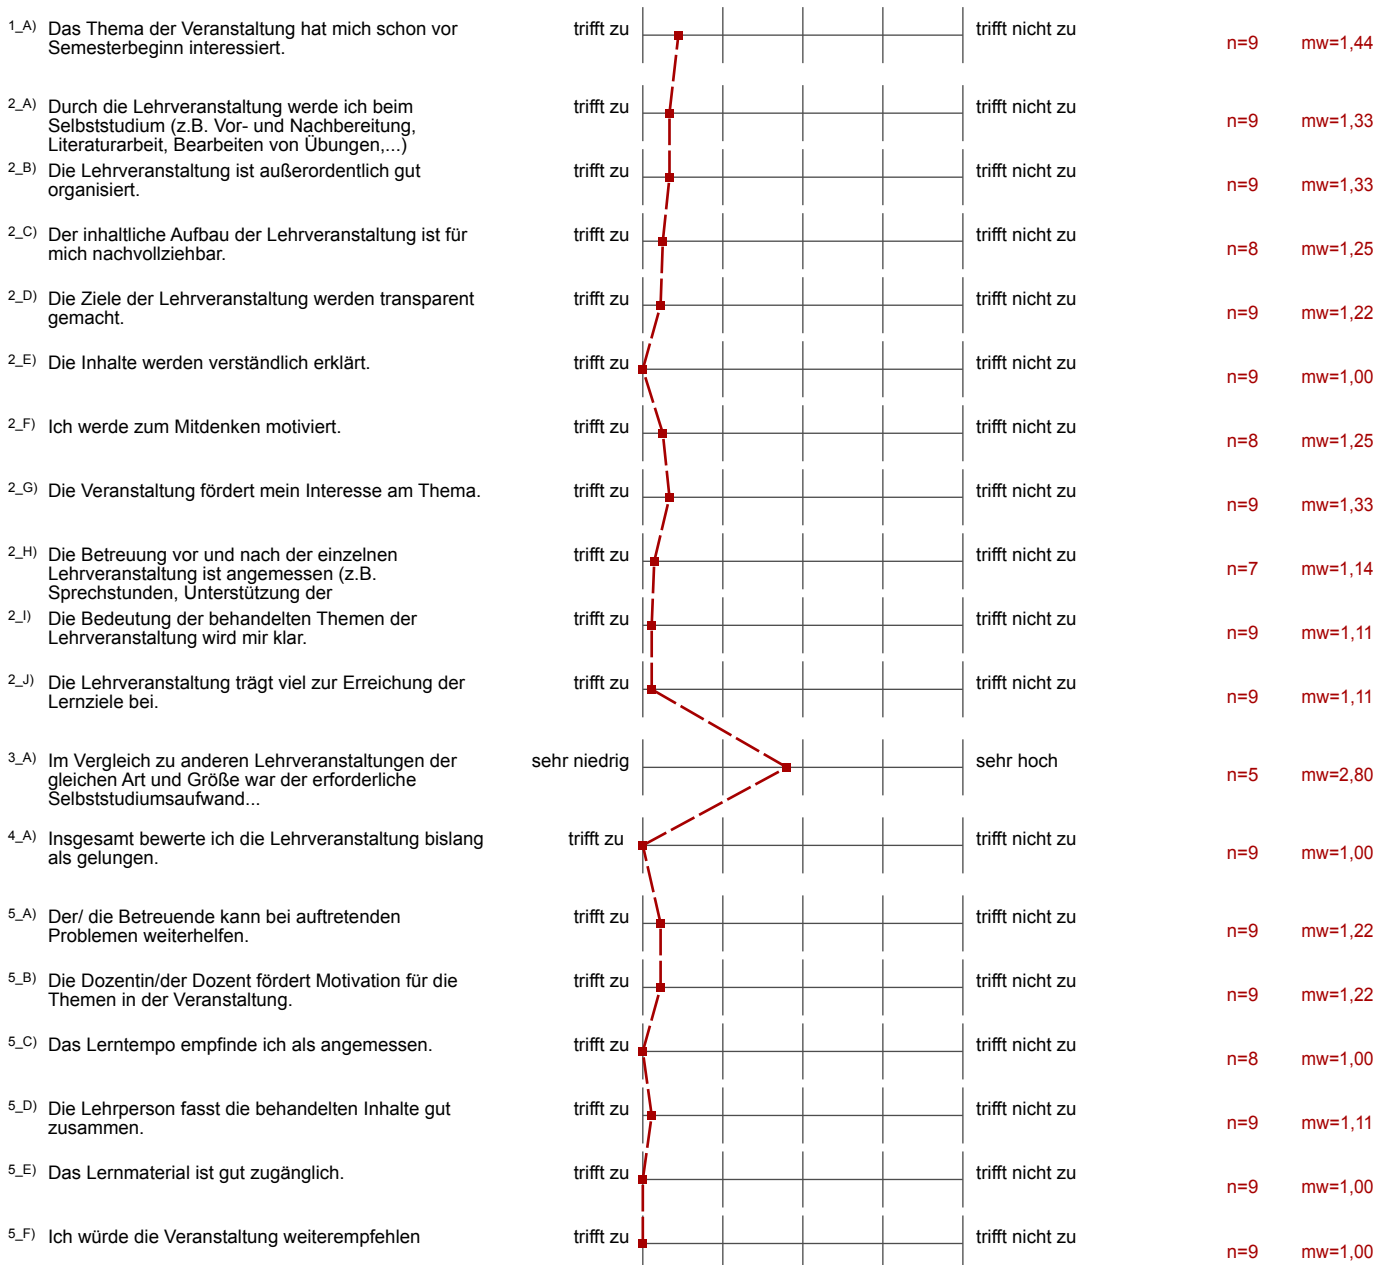 1_A) Das Thema der Veranstaltung hat mich schon vor
Semesterbeginn interessiert.
trifft zu
trifft nicht zu
n=9 mw=1,44
2_A) Durch die Lehrveranstaltung werde ich beim
Selbststudium (z.B. Vor- und Nachbereitung,
Literaturarbeit, Bearbeiten von Übungen,...)
trifft zu
trifft nicht zu
n=9 mw=1,33
2_B) Die Lehrveranstaltung ist außerordentlich gut
organisiert.
trifft zu
trifft nicht zu
n=9 mw=1,33
2_C) Der inhaltliche Aufbau der Lehrveranstaltung ist für
mich nachvollziehbar.
trifft zu
trifft nicht zu
n=8 mw=1,25
2_D) Die Ziele der Lehrveranstaltung werden transparent
gemacht.
trifft zu
trifft nicht zu
n=9 mw=1,22
2_E) Die Inhalte werden verständlich erklärt.
trifft zu
trifft nicht zu
n=9 mw=1,00
2_F) Ich werde zum Mitdenken motiviert.
trifft zu
trifft nicht zu
n=8 mw=1,25
2_G) Die Veranstaltung fördert mein Interesse am Thema.
trifft zu
trifft nicht zu
n=9 mw=1,33
2_H) Die Betreuung vor und nach der einzelnen
Lehrveranstaltung ist angemessen (z.B.
Sprechstunden, Unterstützung der
trifft zu
trifft nicht zu
n=7 mw=1,14
2_I) Die Bedeutung der behandelten Themen der
Lehrveranstaltung wird mir klar.
trifft zu
trifft nicht zu
n=9 mw=1,11
2_J) Die Lehrveranstaltung trägt viel zur Erreichung der
Lernziele bei.
trifft zu
trifft nicht zu
n=9 mw=1,11
3_A) Im Vergleich zu anderen Lehrveranstaltungen der
gleichen Art und Größe war der erforderliche
Selbststudiumsaufwand...
sehr niedrig
sehr hoch
n=5 mw=2,80
4_A) Insgesamt bewerte ich die Lehrveranstaltung bislang
als gelungen.
trifft zu
trifft nicht zu
n=9 mw=1,00
5_A) Der/ die Betreuende kann bei auftretenden
Problemen weiterhelfen.
trifft zu
trifft nicht zu
n=9 mw=1,22
5_B) Die Dozentin/der Dozent fördert Motivation für die
Themen in der Veranstaltung.
trifft zu
trifft nicht zu
n=9 mw=1,22
5_C) Das Lerntempo empfinde ich als angemessen.
trifft zu
trifft nicht zu
n=8 mw=1,00
5_D) Die Lehrperson fasst die behandelten Inhalte gut
zusammen.
trifft zu
trifft nicht zu
n=9 mw=1,11
5_E) Das Lernmaterial ist gut zugänglich.
trifft zu
trifft nicht zu
n=9 mw=1,00
5_F) Ich würde die Veranstaltung weiterempfehlen
trifft zu
trifft nicht zu
n=9 mw=1,00